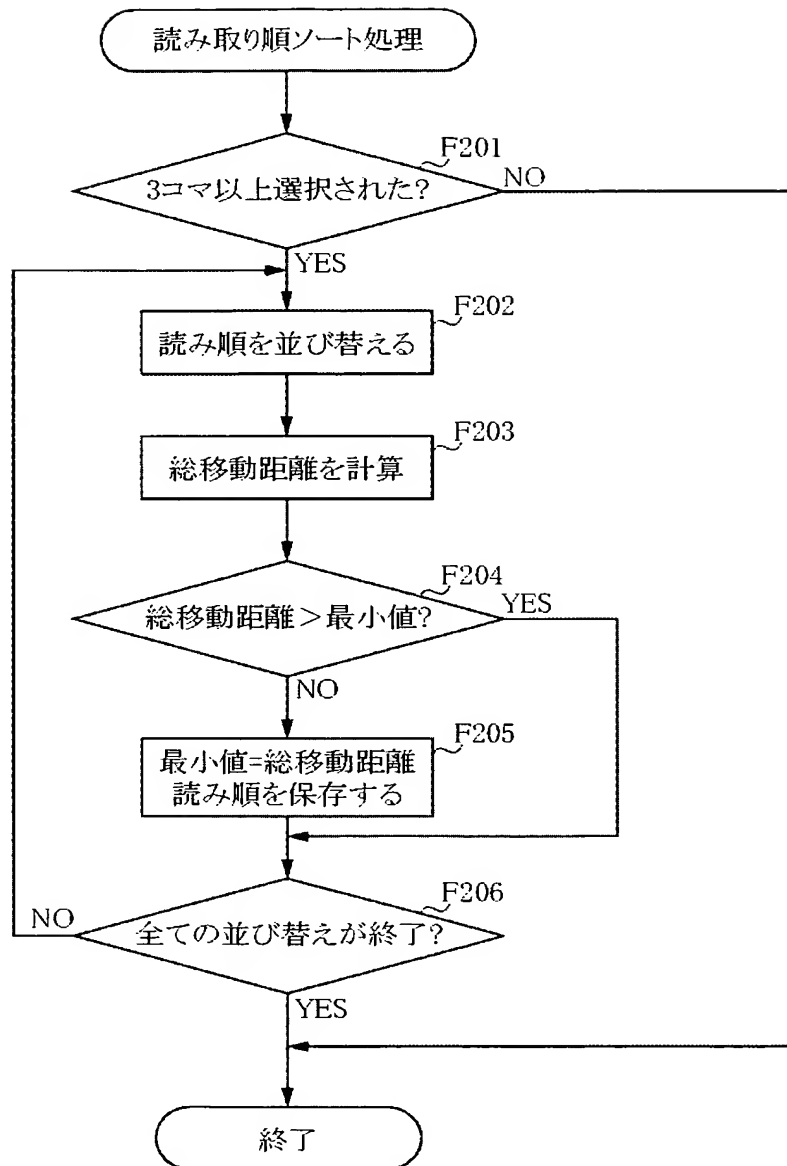 読み取り順ソート処理
F201
3コマ以上選択された?
NO
YES
F202
読み順を並び替える
F203
総移動距離を計算
F204
総移動距離>最小値?
YES
NO
F205
最小値=総移動距離
読み順を保存する
F206
NO
全ての並び替えが終了?
YES
終了